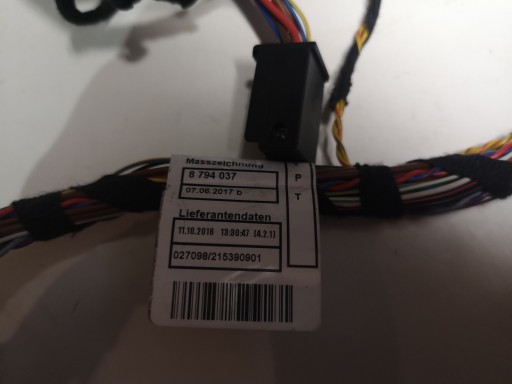 Masszeichnung
8 794 037
07.06.2017 D
P
T
Lieferantendaten
11.10.2018 13:30:47 (4.2.1)
027098/215390901